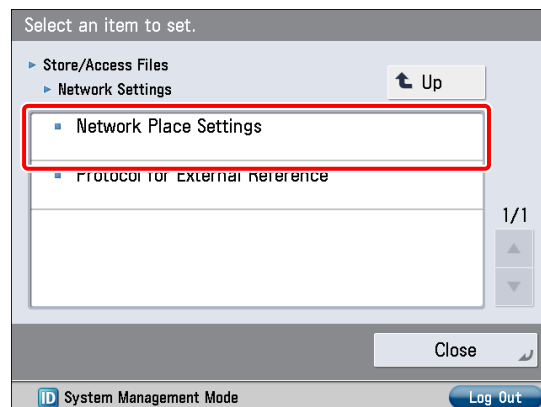 Select an item to set.
Store/Access Files
Network Settings
Up
Network Place Settings
Protocol for External Reference
1/1
Close
ID System Management Mode
Log Out